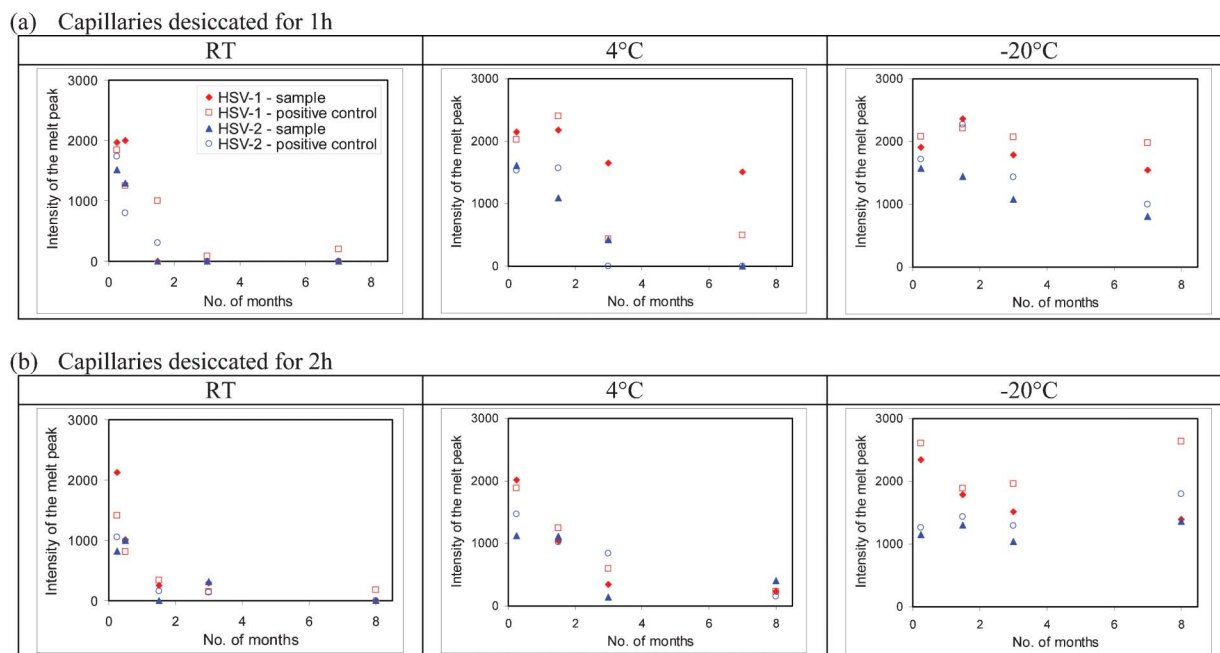 (a) Capillaries desiccated for 1h
RT 4°C -20°C
3000
2000
1000
0
0 2 4 6 8
Intensity of the melt peak
No. of months
HSV-1 - sample
HSV-1 - positive control
HSV-2 - sample
HSV-2 - positive control
3000
2000
1000
0
0 2 4 6 8
Intensity of the melt peak
No. of months
3000
2000
1000
0
0 2 4 6 8
Intensity of the melt peak
No. of months
(b) Capillaries desiccated for 2h
RT 4°C -20°C
3000
2000
1000
0
0 2 4 6 8
Intensity of the melt peak
No. of months
3000
2000
1000
0
0 2 4 6 8
Intensity of the melt peak
No. of months
3000
2000
1000
0
0 2 4 6 8
Intensity of the melt peak
No. of months